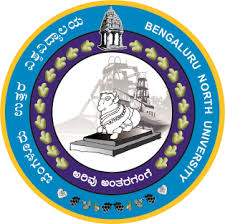 ಬೆಂಗಳೂರು ಉತ್ತರ ವಿಶ್ವವಿದ್ಯಾಲಯ
BENGALURU NORTH UNIVERSITY
ಅರಿವು ಅಂತರಗಂಗೆ